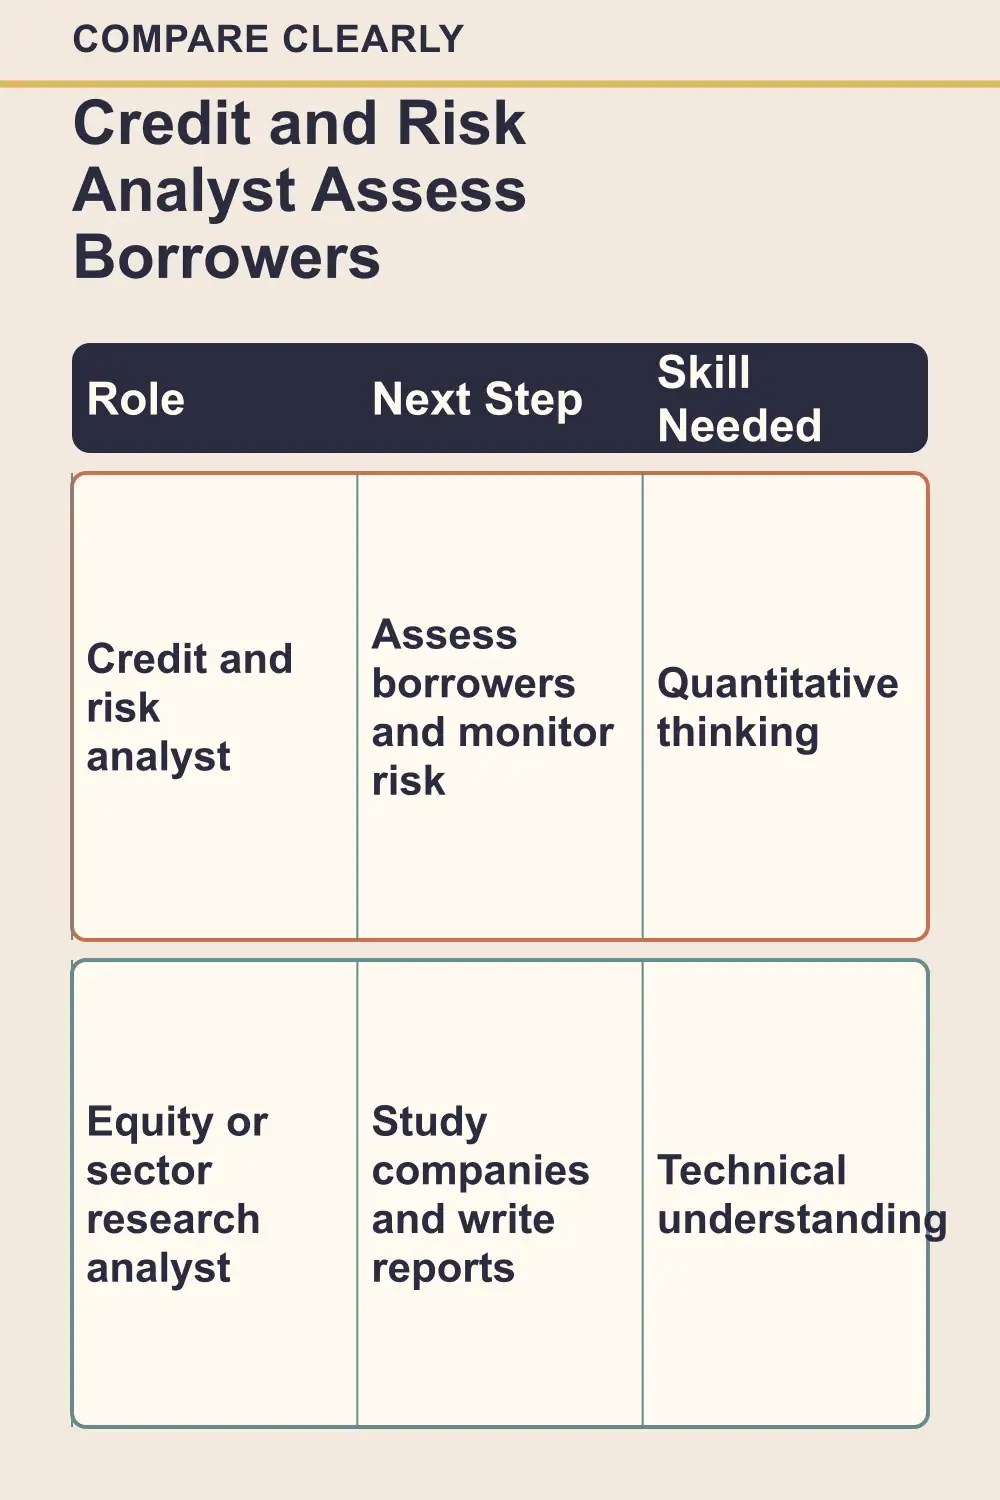 COMPARE CLEARLY
Credit and Risk
Analyst Assess
Borrowers
Role
Next Step
Skill
Needed
Credit and
risk
analyst
Assess
borrowers
and monitor
risk
Quantitative
thinking
Equity or
sector
research
analyst
Study
companies
and write
reports
Technical
understanding